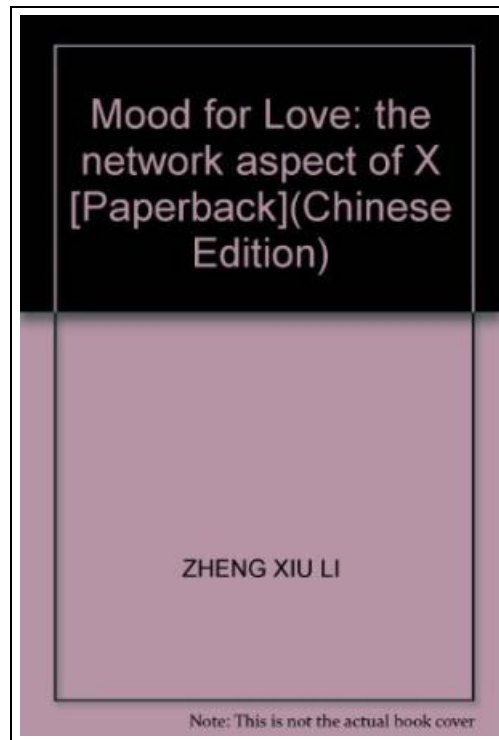 Mood for Love: the
network aspect of X
[Paperback](Chinese
Edition)
ZHENG XIU LI
Note: This is not the actual book cover